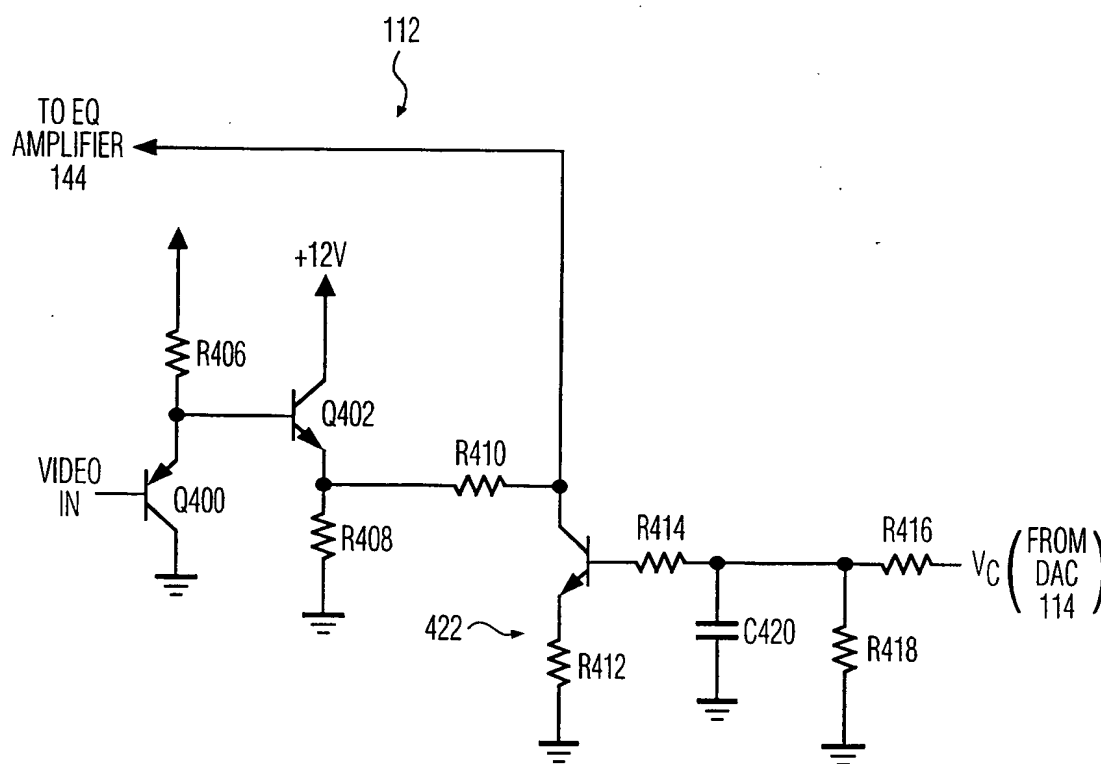 112
TO EQ
AMPLIFIER
144
+12V
R406
Q402
VIDEO
IN
Q400
R408
R410
R414
R416
VC (FROM
DAC
114)
422
R412
C420
R418